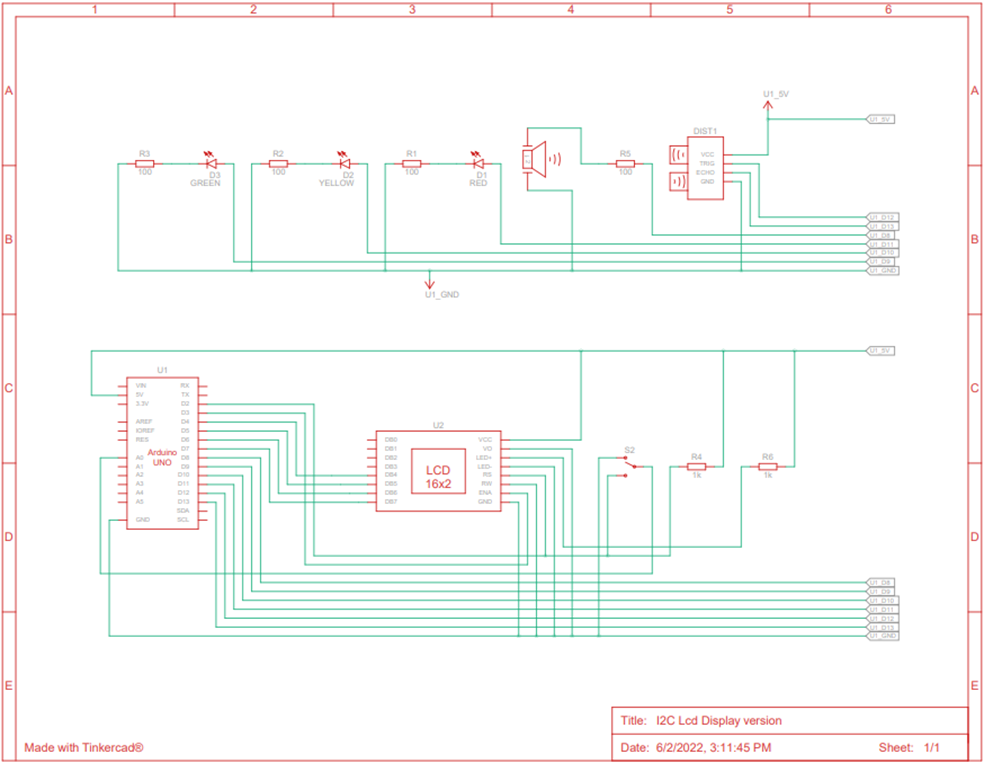 1 2 3 4 5 6
A A
U1_5V
U1_5V
DIST1
R3 R2 R1 R5
VCC
TRIG
ECHO
GND
100 D3 100 D2 100 D1 100
GREEN YELLOW RED
U1_D12
U1_D13
U1_D8
U1_D11
U1_D10
U1_D9
U1_GND
B B
U1_GND
U1_5V
C C
U1
VIN RX
5V TX
3.3V D2
D3
AREF D4
IOREF D5
RES D6
D7
A0 D8
A1 D9
A2 D10
A3 D11
A4 D12
A5 D13
SDA
GND SCL
Arduino
UNO
U2
DB0 VCC
DB1 VD
DB2 LED+
DB3 LED-
DB4 RS
DB5 RW
DB6 ENA
DB7 GND
LCD
16x2
S2
R4 R6
1k 1k
D D
U1_D8
U1_D9
U1_D10
U1_D11
U1_D12
U1_D13
U1_GND
E E
Title: I2C Lcd Display version
Made with Tinkercad®
Date: 6/2/2022, 3:11:45 PM Sheet: 1/1